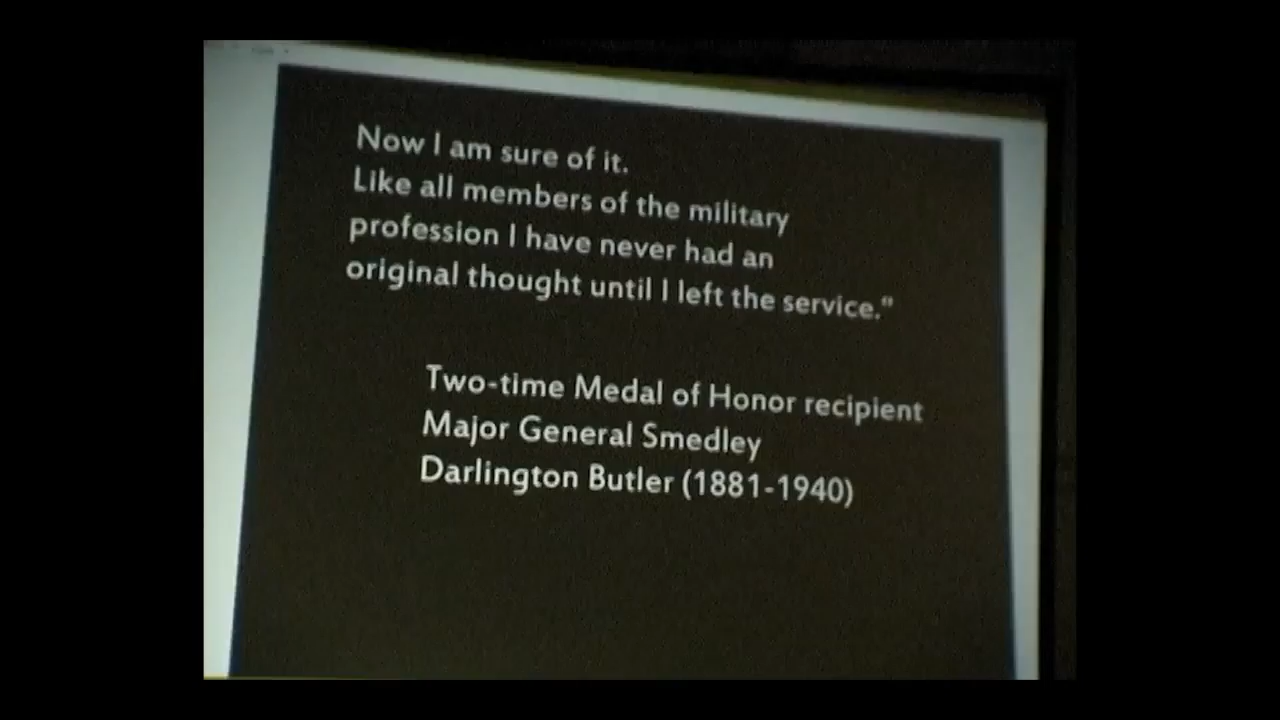 Now I am sure of it.
Like all members of the military
profession I have never had an
original thought until I left the service."
Two-time Medal of Honor recipient
Major General Smedley
Darlington Butler (1881-1940)